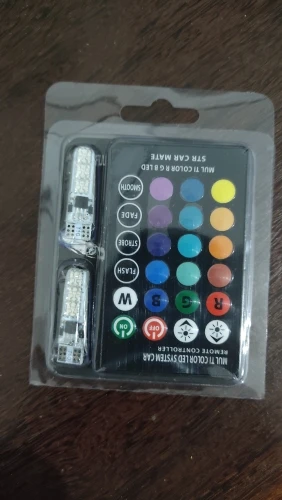 MULTI COLOR LED SYSTEM CAR
REMOTE CONTROLLER
OFF ON
R G B W
FLASH
STROBE
FADE
SMOOTH
MULTI COLOR R G B LED
STR CAR MATE